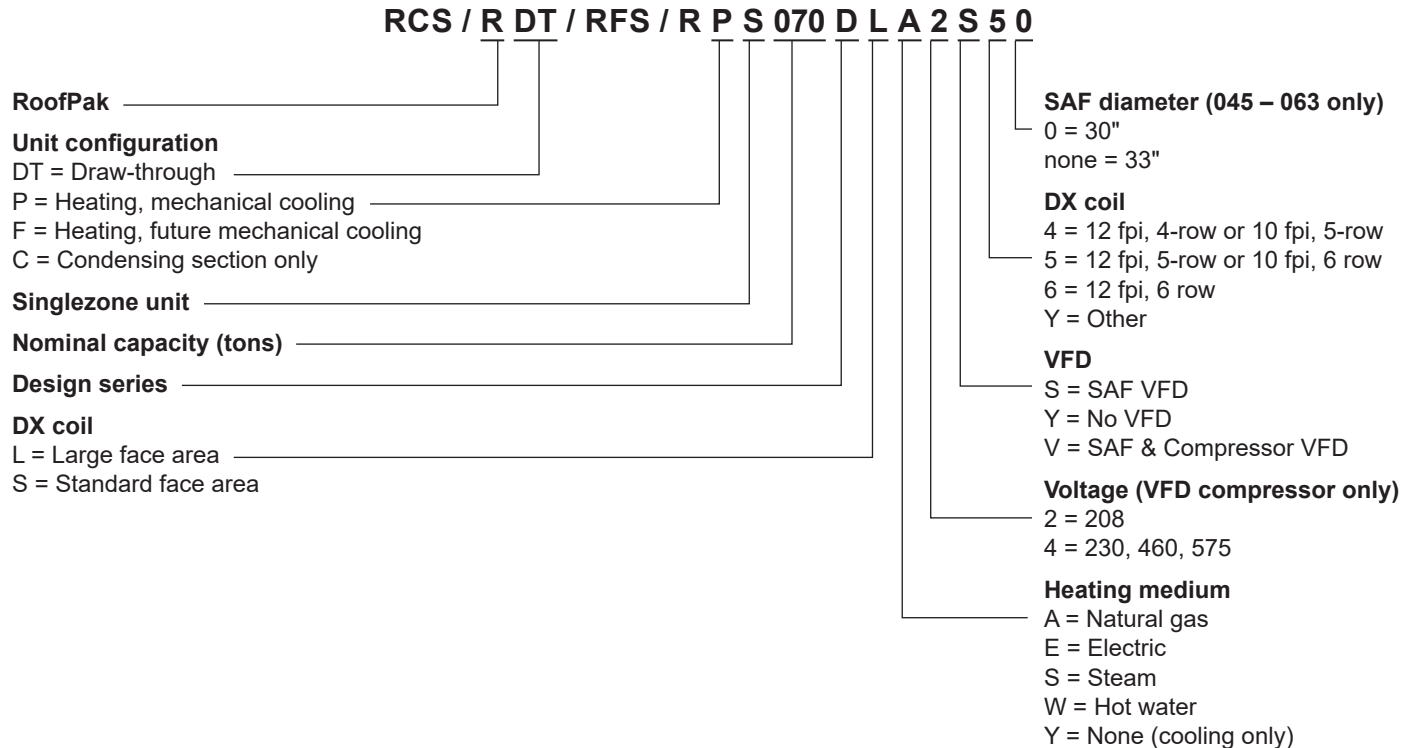 RCS / R DT / RFS / R P S 070 D L A 2 S 5 0
RoofPak
Unit configuration
DT = Draw-through
P = Heating, mechanical cooling
F = Heating, future mechanical cooling
C = Condensing section only
Singlezone unit
Nominal capacity (tons)
Design series
DX coil
L = Large face area
S = Standard face area
SAF diameter (045 – 063 only)
0 = 30"
none = 33"
DX coil
4 = 12 fpi, 4-row or 10 fpi, 5-row
5 = 12 fpi, 5-row or 10 fpi, 6 row
6 = 12 fpi, 6 row
Y = Other
VFD
S = SAF VFD
Y = No VFD
V = SAF & Compressor VFD
Voltage (VFD compressor only)
2 = 208
4 = 230, 460, 575
Heating medium
A = Natural gas
E = Electric
S = Steam
W = Hot water
Y = None (cooling only)